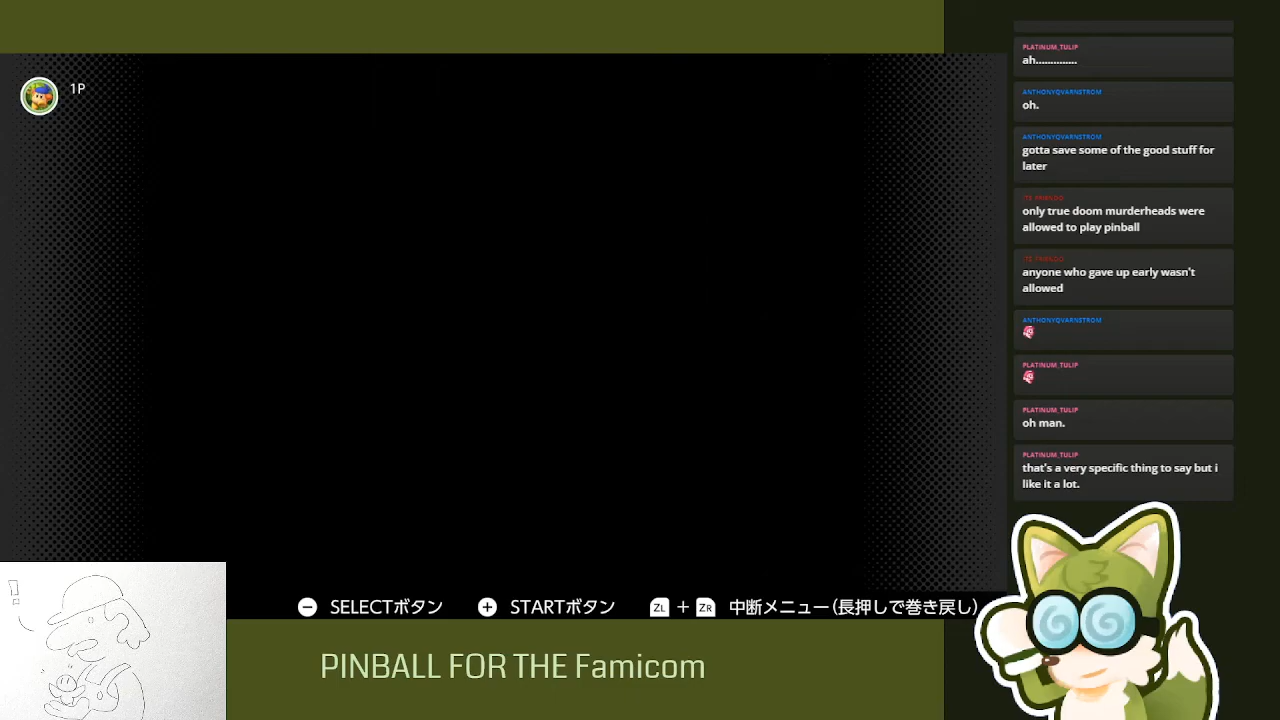 1P
SELECTボタン
STARTボタン
ZL + ZR 中断メニュー(長押しで巻き戻し)
PINBALL FOR THE Famicom
PLATINUM_TULIP
ah..............
ANTHONYQVARNSTROM
oh.
ANTHONYQVARNSTROM
gotta save some of the good stuff for
later
only true doom murderheads were
allowed to play pinball
anyone who gave up early wasn't
allowed
ANTHONYQVARNSTROM
PLATINUM_TULIP
PLATINUM_TULIP
oh man.
PLATINUM_TULIP
that's a very specific thing to say but i
like it a lot.